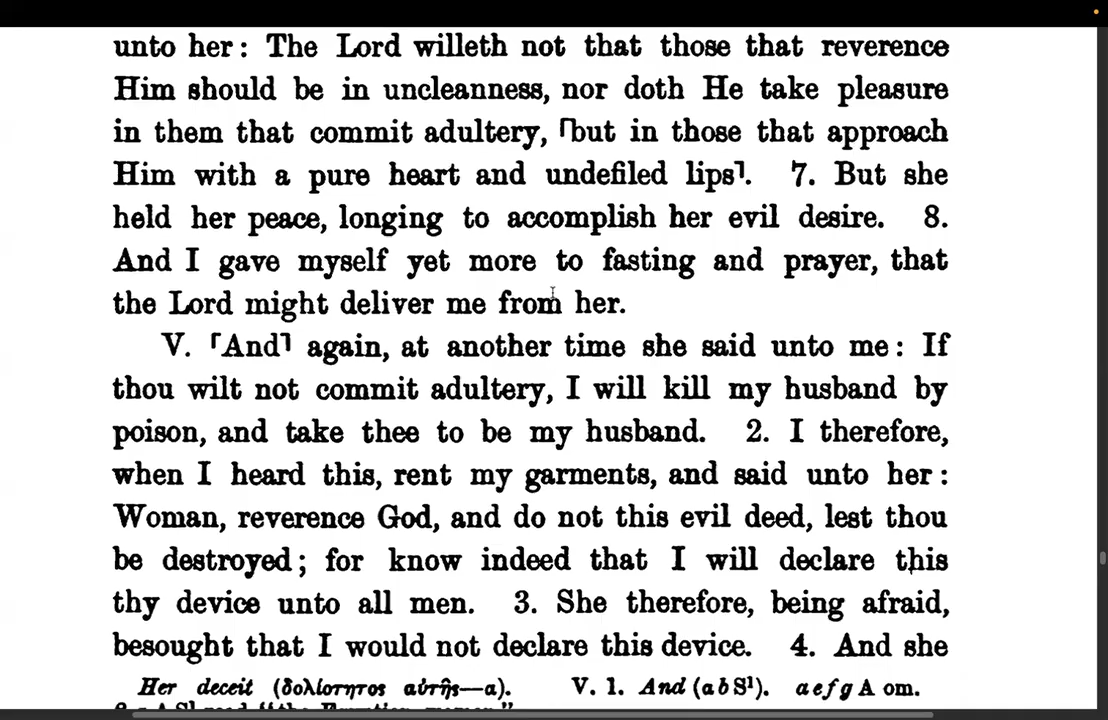 unto her: The Lord willeth not that those that reverence
Him should be in uncleanness, nor doth He take pleasure
in them that commit adultery, ⸢but in those that approach
Him with a pure heart and undefiled lips⸣. 7. But she
held her peace, longing to accomplish her evil desire. 8.
And I gave myself yet more to fasting and prayer, that
the Lord might deliver me from her.
V. ⸢And⸣ again, at another time she said unto me: If
thou wilt not commit adultery, I will kill my husband by
poison, and take thee to be my husband. 2. I therefore,
when I heard this, rent my garments, and said unto her:
Woman, reverence God, and do not this evil deed, lest thou
be destroyed; for know indeed that I will declare this
thy device unto all men. 3. She therefore, being afraid,
besought that I would not declare this device. 4. And she
Her deceit (δολίοτητος αὐτῆς—a). V. 1. And (a b S¹). a e f g A om.